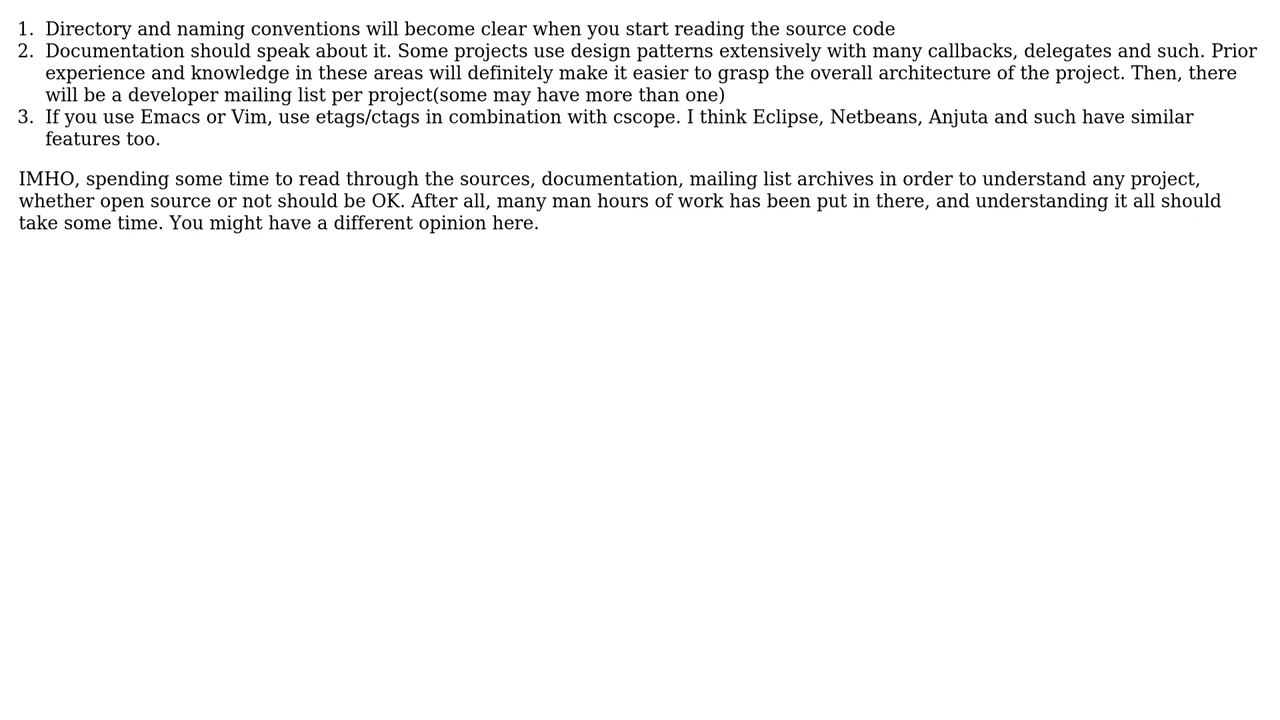 1. Directory and naming conventions will become clear when you start reading the source code
2. Documentation should speak about it. Some projects use design patterns extensively with many callbacks, delegates and such. Prior
experience and knowledge in these areas will definitely make it easier to grasp the overall architecture of the project. Then, there
will be a developer mailing list per project(some may have more than one)
3. If you use Emacs or Vim, use etags/ctags in combination with cscope. I think Eclipse, Netbeans, Anjuta and such have similar
features too.
IMHO, spending some time to read through the sources, documentation, mailing list archives in order to understand any project,
whether open source or not should be OK. After all, many man hours of work has been put in there, and understanding it all should
take some time. You might have a different opinion here.